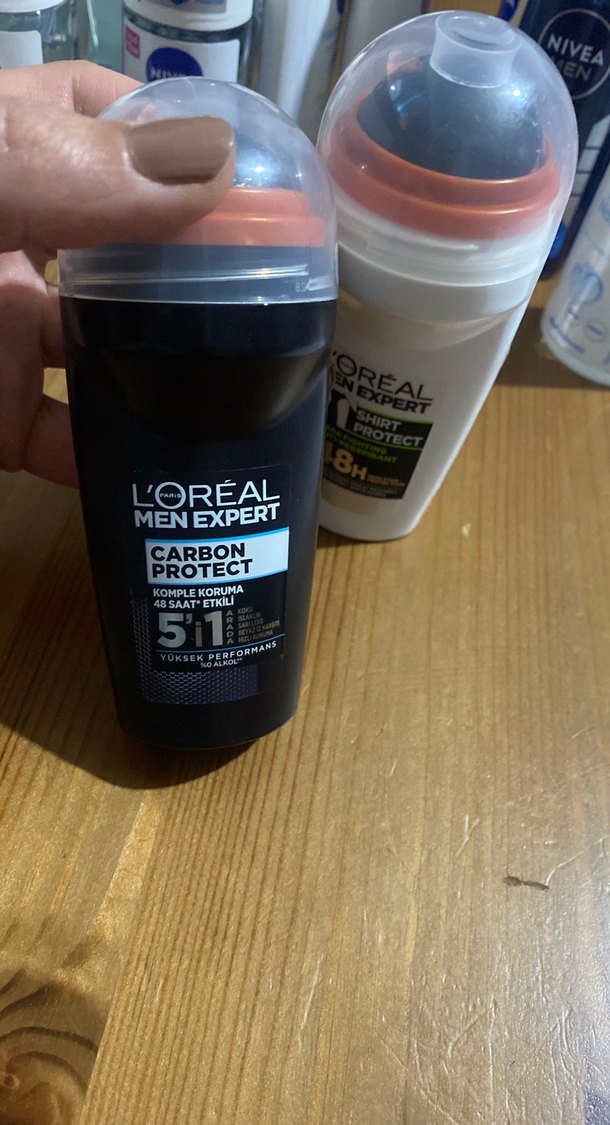 L'ORÉAL
PARIS
MEN EXPERT
CARBON
PROTECT
KOMPLE KORUMA
48 SAAT* ETKİLİ
5'i1
ARADA
KOKU
ISLAKLIK
SARI LEKE
BEYAZ İZ KARŞITI
HIZLI KURUMA
YÜKSEK PERFORMANS
%0 ALKOL**
L'ORÉAL
MEN EXPERT
SHIRT
PROTECT
48H
NIVEA
MEN
NIVEA